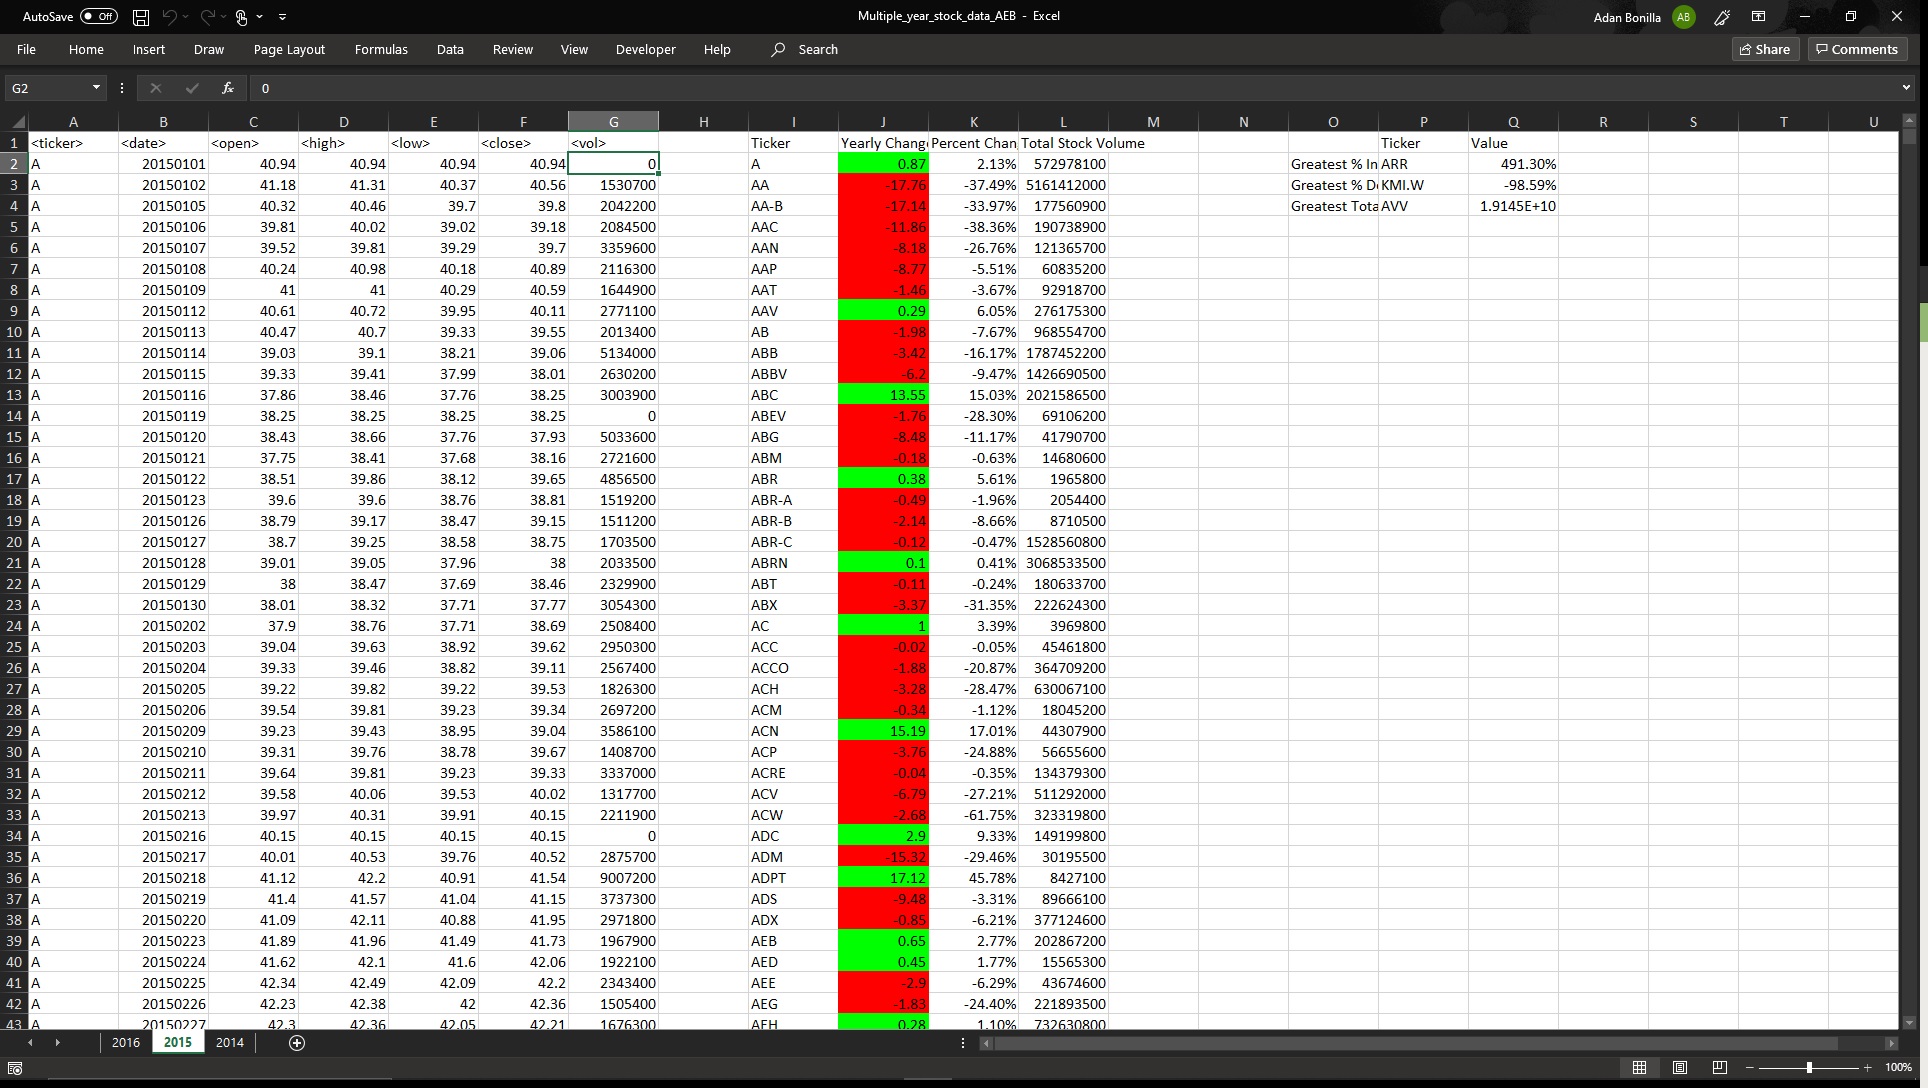 AutoSave Off Multiple_year_stock_data_AEB - Excel Adan Bonilla AB
File Home Insert Draw Page Layout Formulas Data Review View Developer Help Search Share Comments
G2 fx 0
A B C D E F G H I J K L M N O P Q R S T U
1 <ticker> <date> <open> <high> <low> <close> <vol> Ticker Yearly Chang Percent Chan Total Stock Volume Ticker Value
2 A 20150101 40.94 40.94 40.94 40.94 0 A 0.87 2.13% 572978100 Greatest % In ARR 491.30%
3 A 20150102 41.18 41.31 40.37 40.56 1530700 AA -17.76 -37.49% 5161412000 Greatest % D KMI.W -98.59%
4 A 20150105 40.32 40.46 39.7 39.8 2042200 AA-B -17.14 -33.97% 177560900 Greatest Tota AVV 1.9145E+10
5 A 20150106 39.81 40.02 39.02 39.18 2084500 AAC -11.86 -38.36% 190738900
6 A 20150107 39.52 39.81 39.29 39.7 3359600 AAN -8.18 -26.76% 121365700
7 A 20150108 40.24 40.98 40.18 40.89 2116300 AAP -8.77 -5.51% 60835200
8 A 20150109 41 41 40.29 40.59 1644900 AAT -1.46 -3.67% 92918700
9 A 20150112 40.61 40.72 39.95 40.11 2771100 AAV 0.29 6.05% 276175300
10 A 20150113 40.47 40.7 39.33 39.55 2013400 AB -1.98 -7.67% 968554700
11 A 20150114 39.03 39.1 38.21 39.06 5134000 ABB -3.42 -16.17% 1787452200
12 A 20150115 39.33 39.41 37.99 38.01 2630200 ABBV -6.2 -9.47% 1426690500
13 A 20150116 37.86 38.46 37.76 38.25 3003900 ABC 13.55 15.03% 2021586500
14 A 20150119 38.25 38.25 38.25 38.25 0 ABEV -1.76 -28.30% 69106200
15 A 20150120 38.43 38.66 37.76 37.93 5033600 ABG -8.48 -11.17% 41790700
16 A 20150121 37.75 38.41 37.68 38.16 2721600 ABM -0.18 -0.63% 14680600
17 A 20150122 38.51 39.86 38.12 39.65 4856500 ABR 0.38 5.61% 1965800
18 A 20150123 39.6 39.6 38.76 38.81 1519200 ABR-A -0.49 -1.96% 2054400
19 A 20150126 38.79 39.17 38.47 39.15 1511200 ABR-B -2.14 -8.66% 8710500
20 A 20150127 38.7 39.25 38.58 38.75 1703500 ABR-C -0.12 -0.47% 1528560800
21 A 20150128 39.01 39.05 37.96 38 2033500 ABRN 0.1 0.41% 3068533500
22 A 20150129 38 38.47 37.69 38.46 2329900 ABT -0.11 -0.24% 180633700
23 A 20150130 38.01 38.32 37.71 37.77 3054300 ABX -3.37 -31.35% 222624300
24 A 20150202 37.9 38.76 37.71 38.69 2508400 AC 1 3.39% 3969800
25 A 20150203 39.04 39.63 38.92 39.62 2950300 ACC -0.02 -0.05% 45461800
26 A 20150204 39.33 39.46 38.82 39.11 2567400 ACCO -1.88 -20.87% 364709200
27 A 20150205 39.22 39.82 39.22 39.53 1826300 ACH -3.28 -28.47% 630067100
28 A 20150206 39.54 39.81 39.23 39.34 2697200 ACM -0.34 -1.12% 18045200
29 A 20150209 39.23 39.43 38.95 39.04 3586100 ACN 15.19 17.01% 44307900
30 A 20150210 39.31 39.76 38.78 39.67 1408700 ACP -3.76 -24.88% 56655600
31 A 20150211 39.64 39.81 39.23 39.33 3337000 ACRE -0.04 -0.35% 134379300
32 A 20150212 39.58 40.06 39.53 40.02 1317700 ACV -6.79 -27.21% 511292000
33 A 20150213 39.97 40.31 39.91 40.15 2211900 ACW -2.68 -61.75% 323319800
34 A 20150216 40.15 40.15 40.15 40.15 0 ADC 2.9 9.33% 149199800
35 A 20150217 40.01 40.53 39.76 40.52 2875700 ADM -15.32 -29.46% 30195500
36 A 20150218 41.12 42.2 40.91 41.54 9007200 ADPT 17.12 45.78% 8427100
37 A 20150219 41.4 41.57 41.04 41.15 3737300 ADS -9.48 -3.31% 89666100
38 A 20150220 41.09 42.11 40.88 41.95 2971800 ADX -0.85 -6.21% 377124600
39 A 20150223 41.89 41.96 41.49 41.73 1967900 AEB 0.65 2.77% 202867200
40 A 20150224 41.62 42.1 41.6 42.06 1922100 AED 0.45 1.77% 15565300
41 A 20150225 42.34 42.49 42.09 42.2 2343400 AEE -2.9 -6.29% 43674600
42 A 20150226 42.23 42.38 42 42.36 1505400 AEG -1.83 -24.40% 221893500
43 A 20150227 42.3 42.36 42.05 42.21 1676300 AEH 0.28 1.10% 732630800
2016 2015 2014
100%